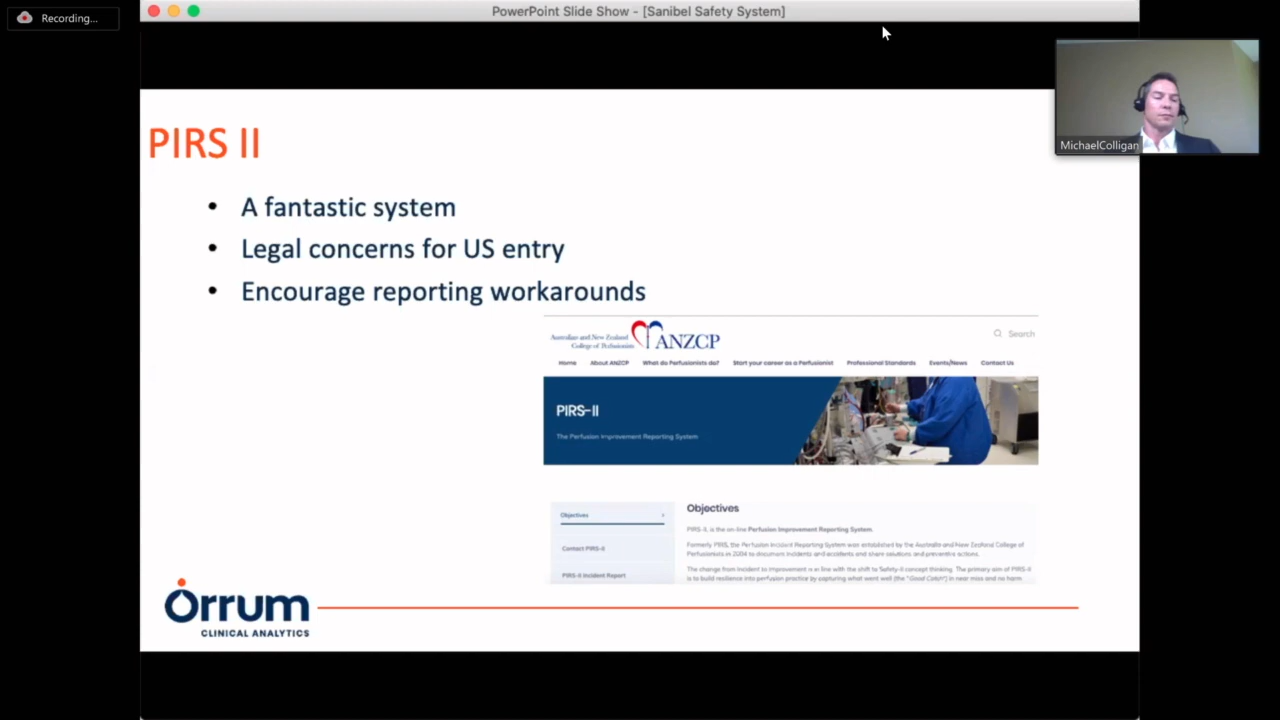 Recording...
PowerPoint Slide Show - [Sanibel Safety System]
MichaelColligan
PIRS II
• A fantastic system
• Legal concerns for US entry
• Encourage reporting workarounds
Australian and New Zealand
College of Perfusionists
ANZCP
Search
Home About ANZCP What do Perfusionists do? Start your career as a Perfusionist Professional Standards Events/News Contact Us
PIRS-II
The Perfusion Improvement Reporting System
Objectives
Contact PIRS-II
PIRS-II Incident Report
Objectives
PIRS-II, is the on-line Perfusion Improvement Reporting System.
Formerly PIRS, the Perfusion Incident Reporting System was established by the Australia and New Zealand College of
Perfusionists in 2004 to document incidents and accidents and share solutions and preventive actions.
The change from incident to improvement is in line with the shift to Safety-II concept thinking. The primary aim of PIRS-II
is to build resilience into perfusion practice by capturing what went well (the "Good Catch") in near miss and no harm
Orrum
CLINICAL ANALYTICS